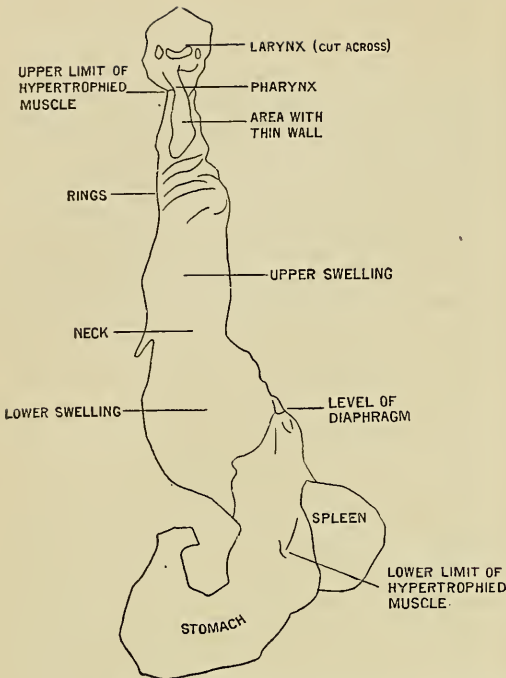 LARYNX (CUT ACROSS)
UPPER LIMIT OF
HYPERTROPHIED
MUSCLE
PHARYNX
AREA WITH
THIN WALL
RINGS
UPPER SWELLING
NECK
LOWER SWELLING
LEVEL OF
DIAPHRAGM
SPLEEN
LOWER LIMIT OF
HYPERTROPHIED
MUSCLE.
STOMACH